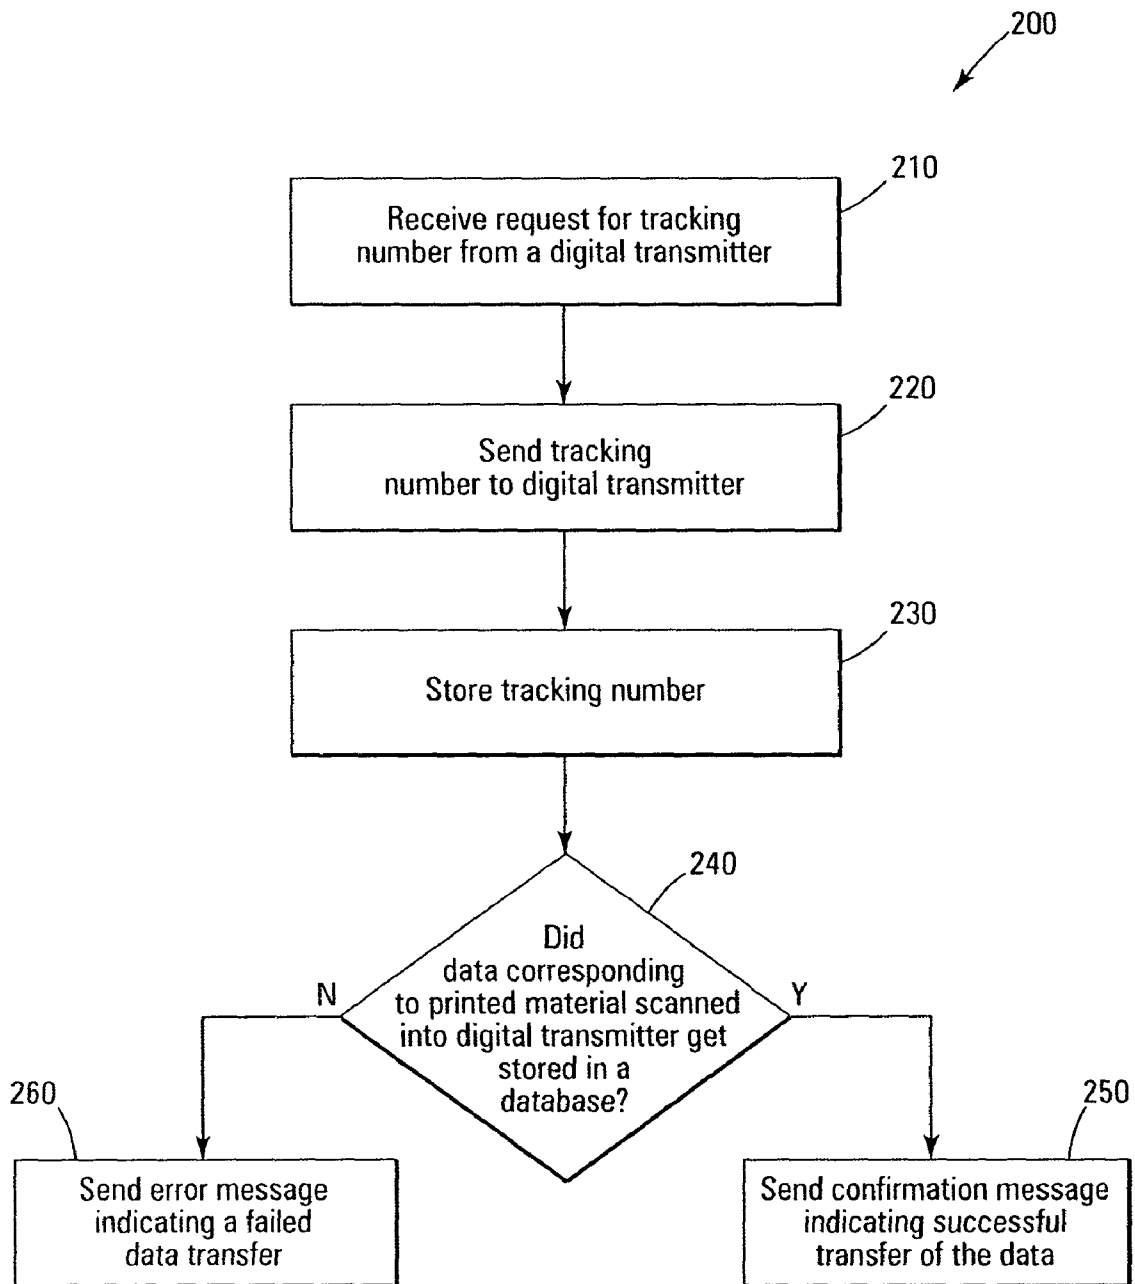 200
210
Receive request for tracking
number from a digital transmitter
220
Send tracking
number to digital transmitter
230
Store tracking number
240
Did
data corresponding
to printed material scanned
into digital transmitter get
stored in a
database?
N
Y
260
Send error message
indicating a failed
data transfer
250
Send confirmation message
indicating successful
transfer of the data